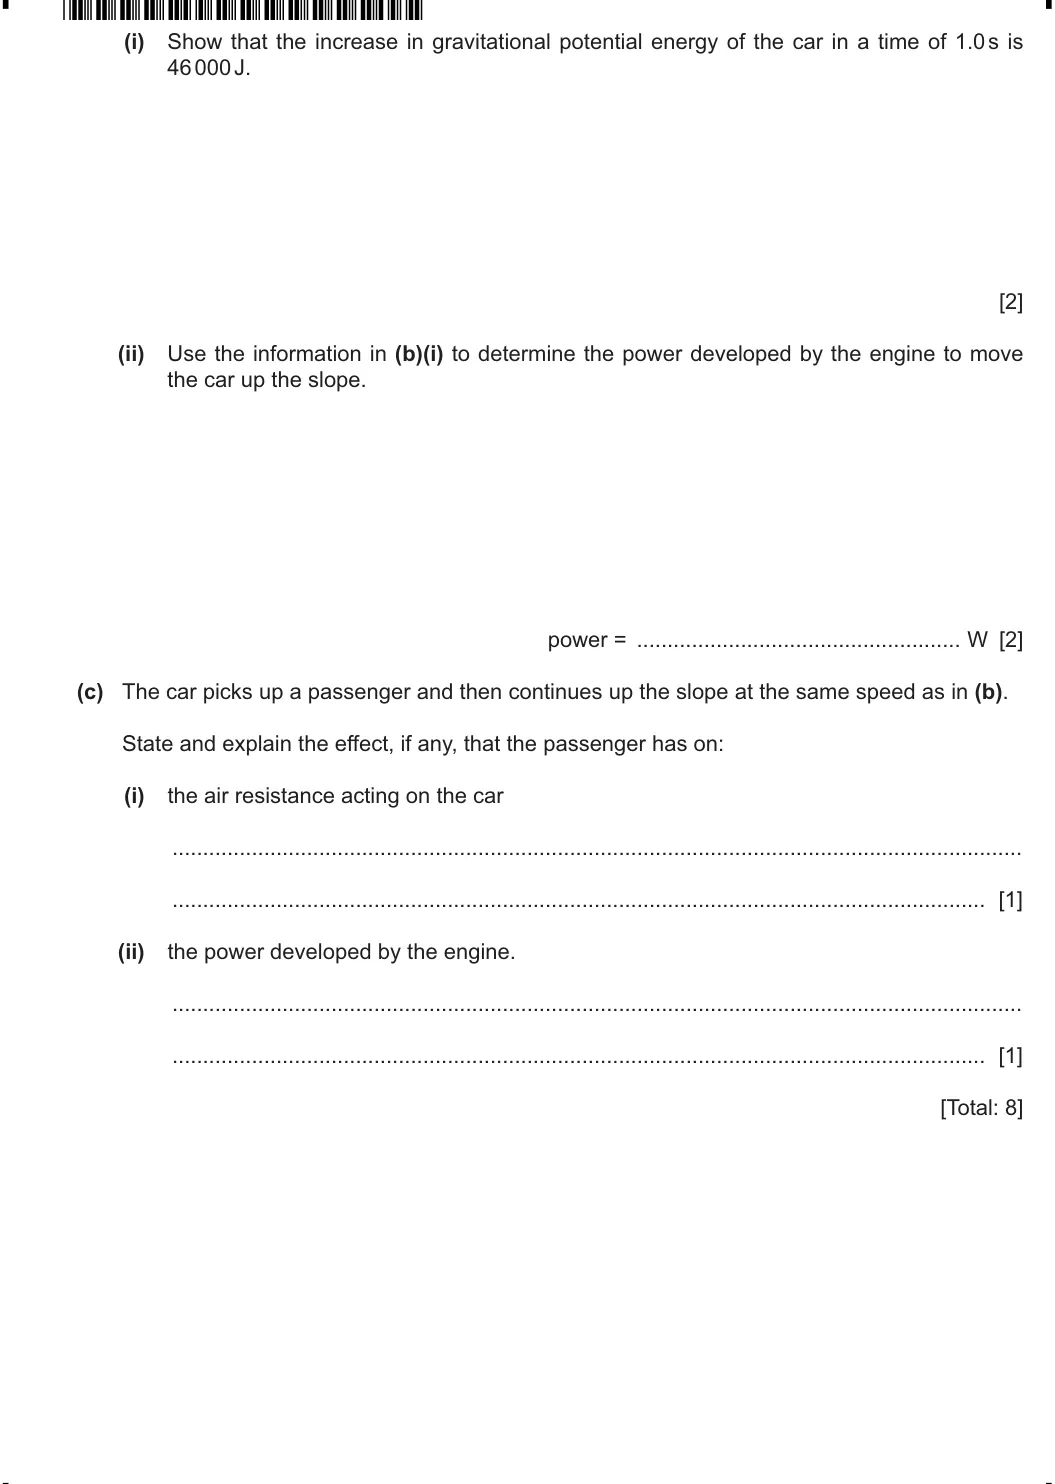 (i) Show that the increase in gravitational potential energy of the car in a time of 1.0 s is
46 000 J.
[2]
(ii) Use the information in (b)(i) to determine the power developed by the engine to move
the car up the slope.
power = ..................................................... W [2]
(c) The car picks up a passenger and then continues up the slope at the same speed as in (b).
State and explain the effect, if any, that the passenger has on:
(i) the air resistance acting on the car
...........................................................................................................................................
..................................................................................................................................... [1]
(ii) the power developed by the engine.
...........................................................................................................................................
..................................................................................................................................... [1]
[Total: 8]